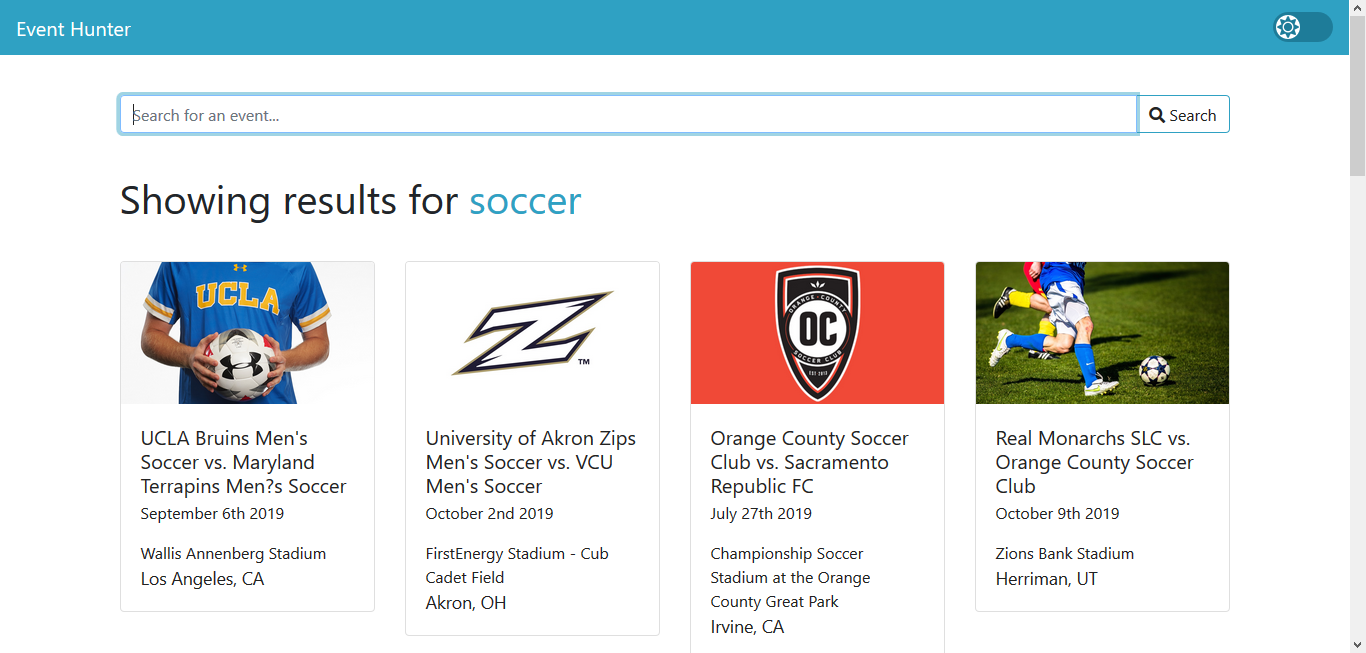 Event Hunter
Search for an event...
Search
Showing results for soccer
UCLA
ORANGE · COUNTY
OC
SOCCER CLUB
EST 2010
Z™
UCLA Bruins Men's
Soccer vs. Maryland
Terrapins Men?s Soccer
September 6th 2019
Wallis Annenberg Stadium
Los Angeles, CA
University of Akron Zips
Men's Soccer vs. VCU
Men's Soccer
October 2nd 2019
FirstEnergy Stadium - Cub
Cadet Field
Akron, OH
Orange County Soccer
Club vs. Sacramento
Republic FC
July 27th 2019
Championship Soccer
Stadium at the Orange
County Great Park
Irvine, CA
Real Monarchs SLC vs.
Orange County Soccer
Club
October 9th 2019
Zions Bank Stadium
Herriman, UT